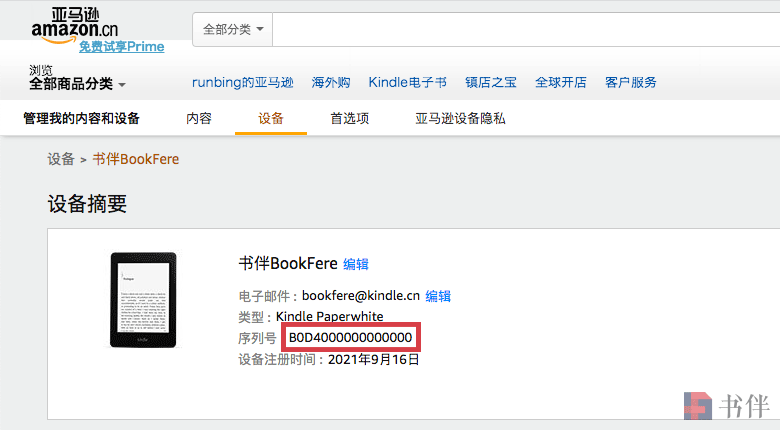 亚马逊
amazon.cn
免费试享Prime
全部分类
浏览
全部商品分类
runbing的亚马逊 海外购 Kindle电子书 镇店之宝 全球开店 客户服务
管理我的内容和设备 内容 设备 首选项 亚马逊设备隐私
设备 > 书伴BookFere
设备摘要
书伴BookFere 编辑
电子邮件：bookfere@kindle.cn 编辑
类型：Kindle Paperwhite
序列号 B0D4000000000000
设备注册时间：2021年9月16日
kindle
书伴